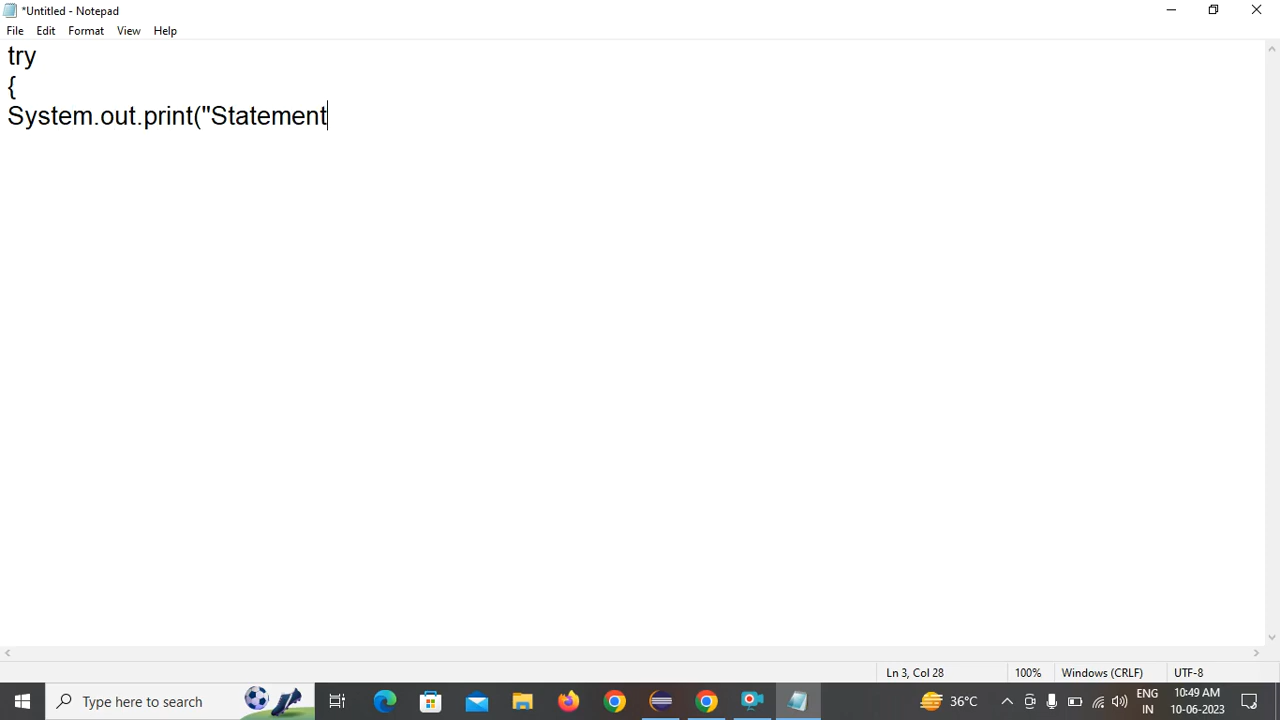 *Untitled - Notepad
File Edit Format View Help
try
{
System.out.print("Statement
Ln 3, Col 28 100% Windows (CRLF) UTF-8
Type here to search
36°C
ENG
IN
10:49 AM
10-06-2023